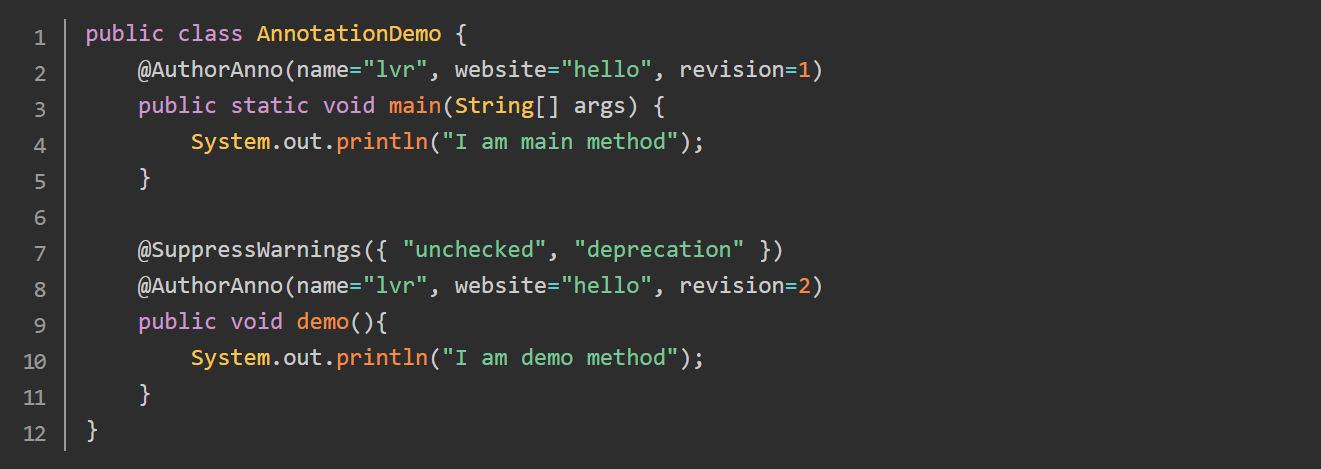 1 public class AnnotationDemo {
2     @AuthorAnno(name="lvr", website="hello", revision=1)
3     public static void main(String[] args) {
4         System.out.println("I am main method");
5     }
6
7     @SuppressWarnings({ "unchecked", "deprecation" })
8     @AuthorAnno(name="lvr", website="hello", revision=2)
9     public void demo(){
10         System.out.println("I am demo method");
11     }
12 }